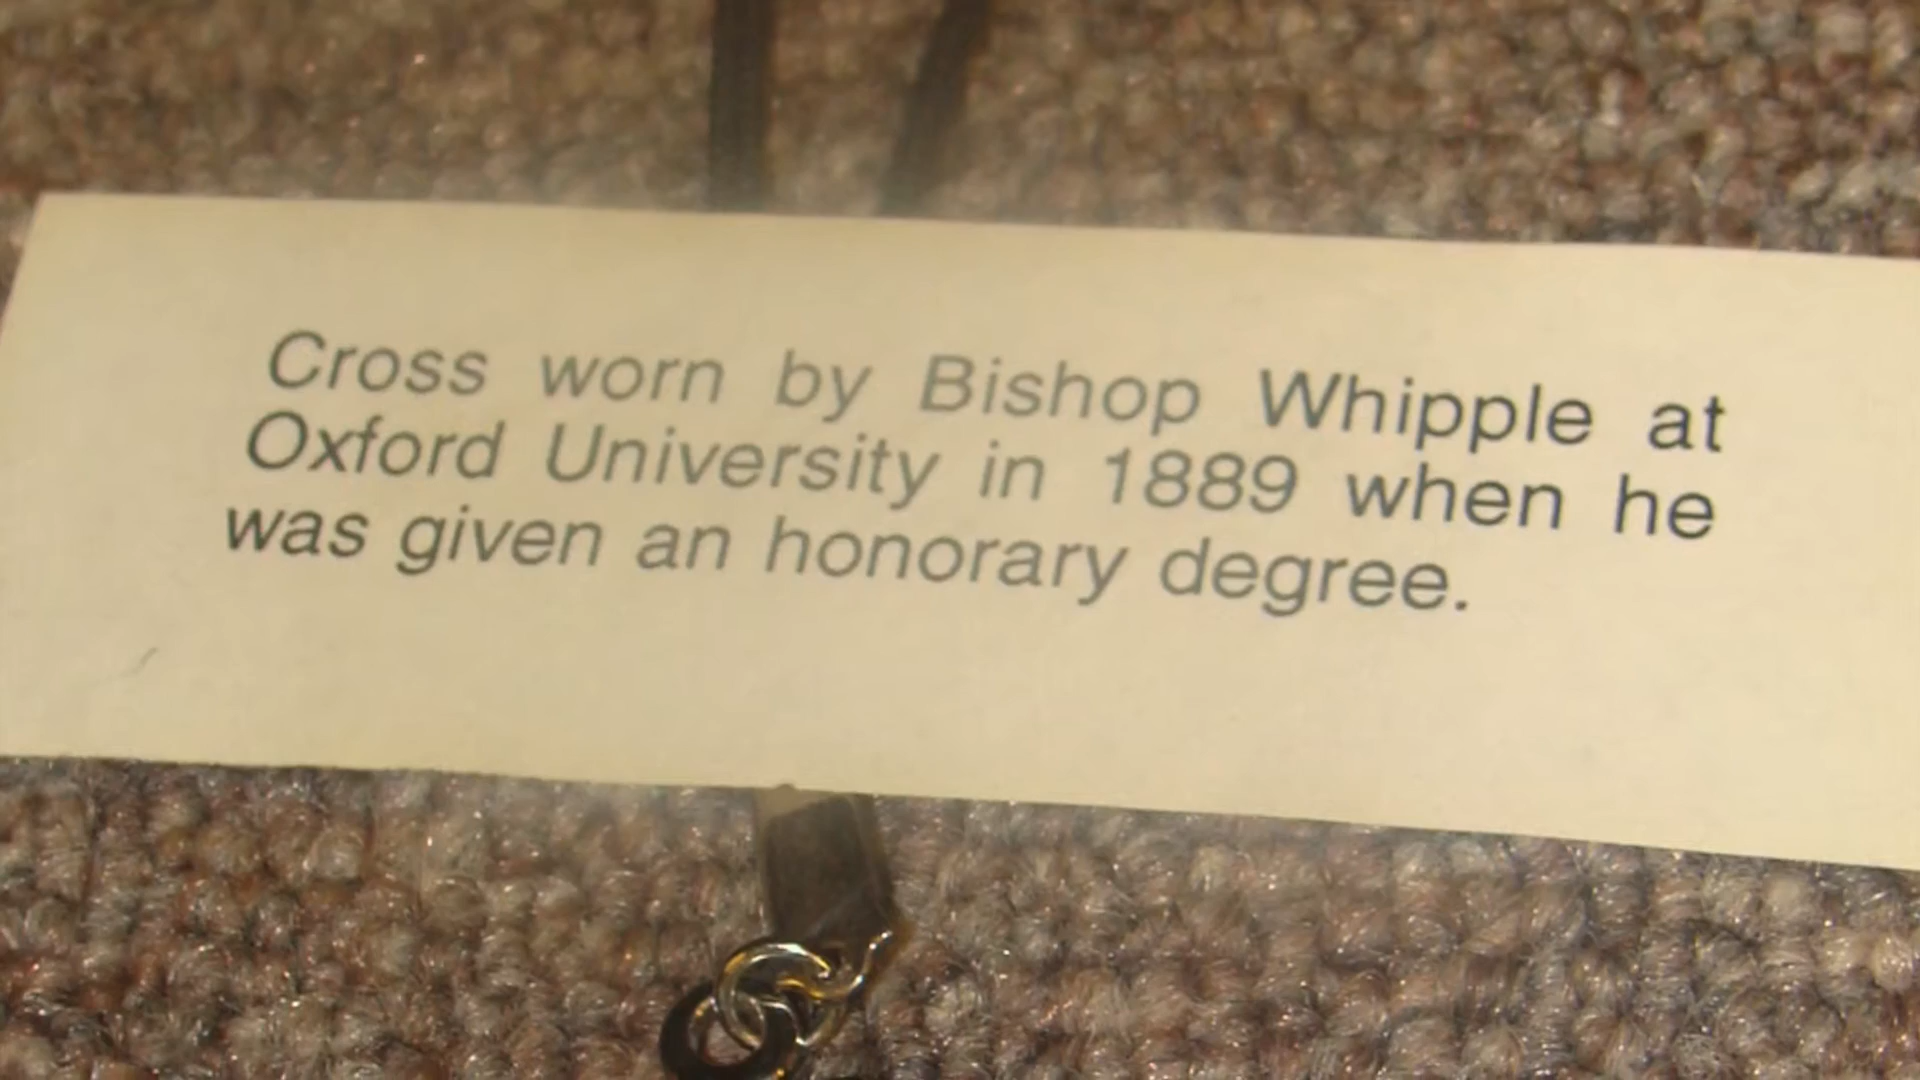 Cross worn by Bishop Whipple at
Oxford University in 1889 when he
was given an honorary degree.